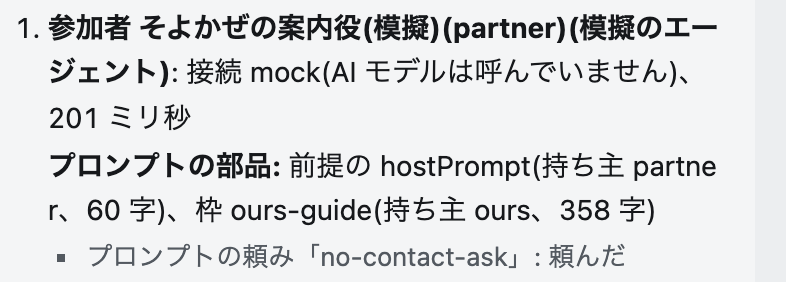 1. 参加者 そよかぜの案内役(模擬)(partner)(模擬のエー
ジェント): 接続 mock(AI モデルは呼んでいません)、
201 ミリ秒
プロンプトの部品: 前提の hostPrompt(持ち主 partne
r、60 字)、枠 ours-guide(持ち主 ours、358 字)
▪ プロンプトの頼み「no-contact-ask」: 頼んだ